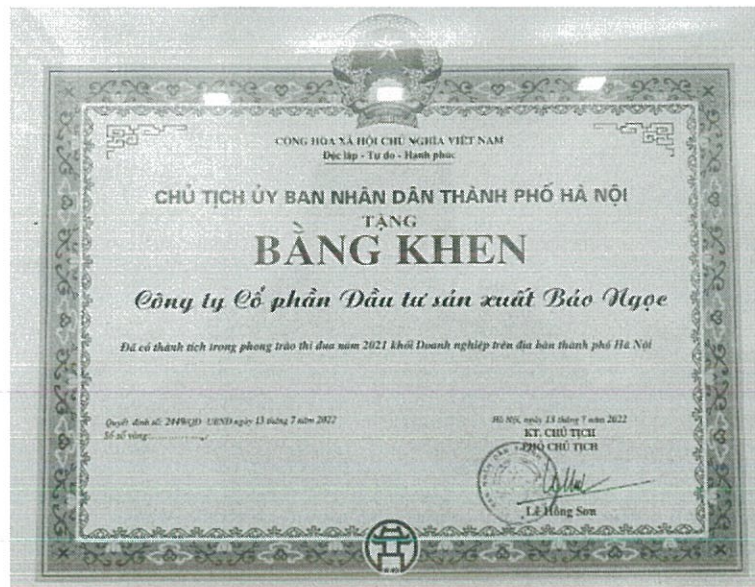 CỘNG HÒA XÃ HỘI CHỦ NGHĨA VIỆT NAM
Độc lập - Tự do - Hạnh phúc
CHỦ TỊCH ỦY BAN NHÂN DÂN THÀNH PHỐ HÀ NỘI
TẶNG
BẰNG KHEN
Công ty Cổ phần Đầu tư sản xuất Bảo Ngọc
Đã có thành tích trong phong trào thi đua năm 2021 khối Doanh nghiệp trên địa bàn thành phố Hà Nội
Quyết định số: 2449/QĐ-UBND ngày 13 tháng 7 năm 2022
Số sổ vàng:
Hà Nội, ngày 13 tháng 7 năm 2022
KT. CHỦ TỊCH
PHÓ CHỦ TỊCH
Lê Hồng Sơn